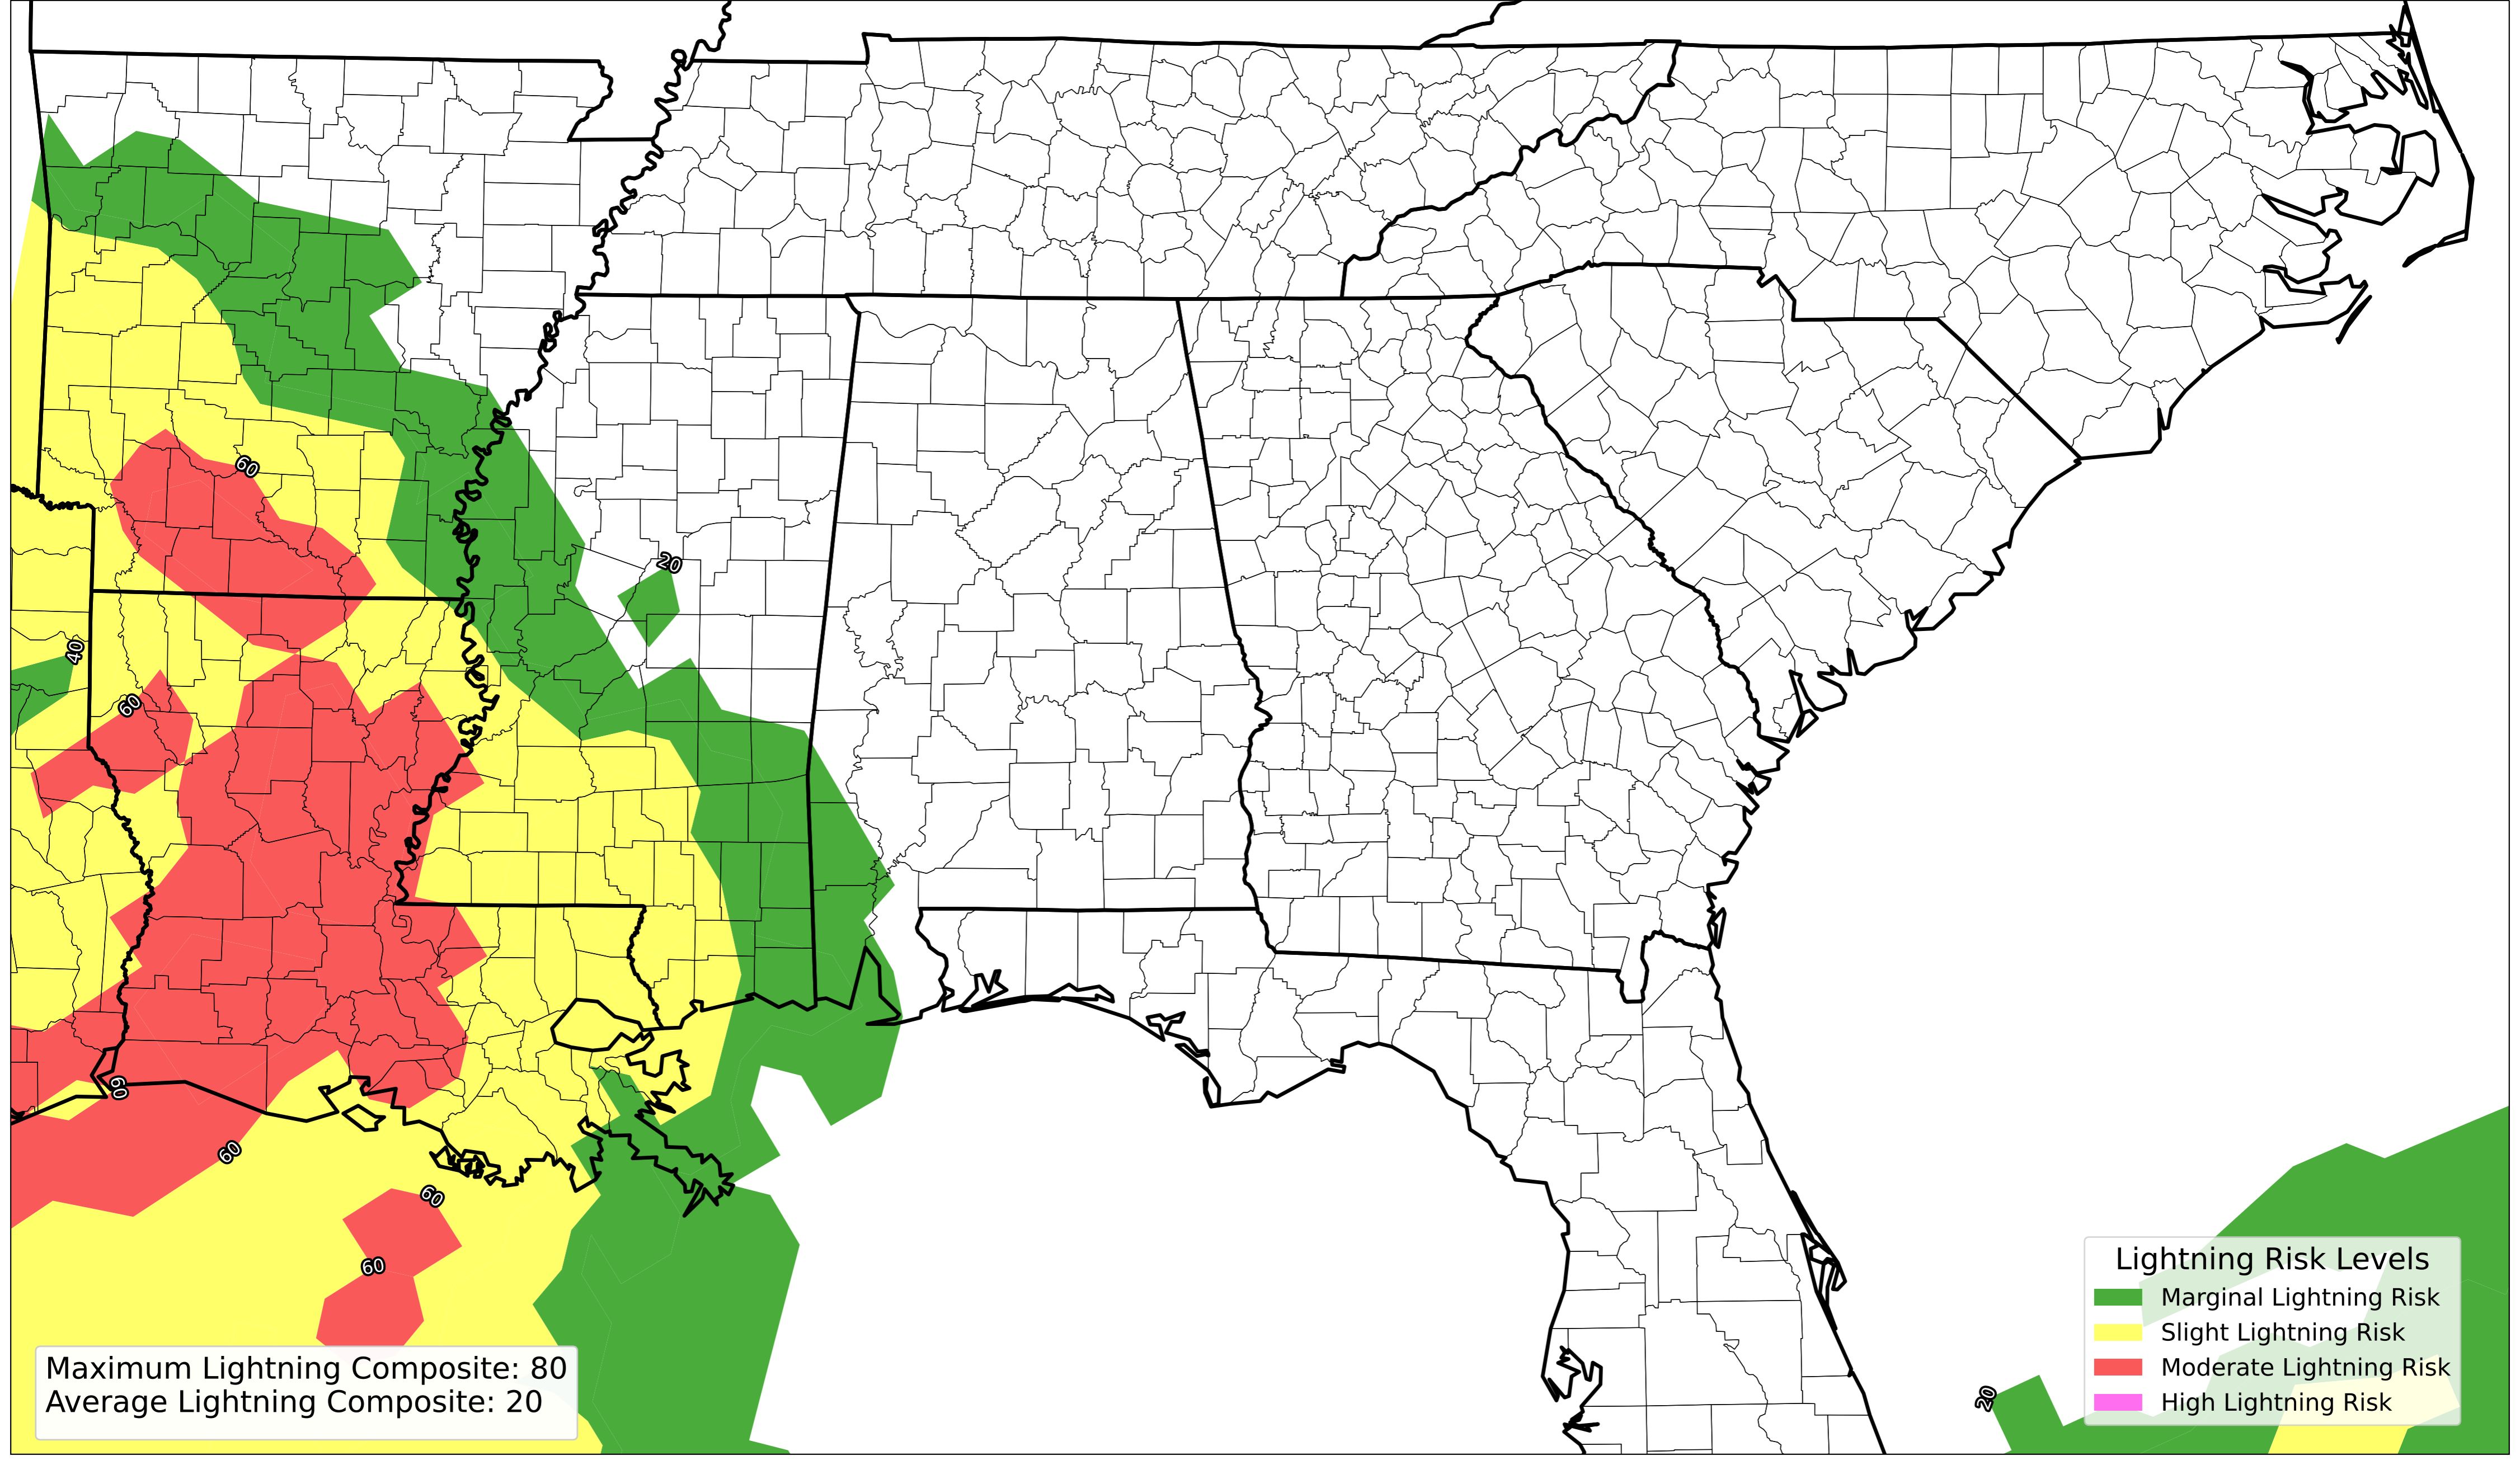 60
20
40
60
60
60
60
60
20
Maximum Lightning Composite: 80
Average Lightning Composite: 20
Lightning Risk Levels
Marginal Lightning Risk
Slight Lightning Risk
Moderate Lightning Risk
High Lightning Risk